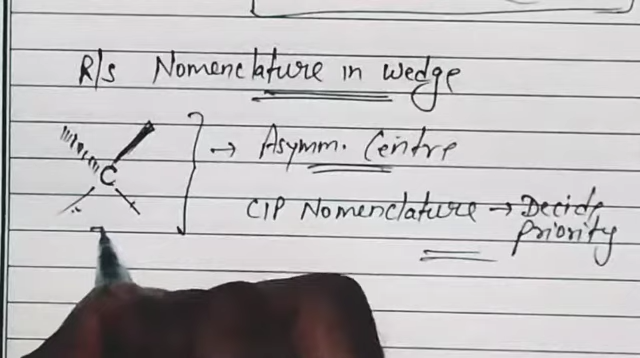 R/s Nomenclature in wedge
C
→ Asymm. Centre
CIP Nomenclature → Decide
priority